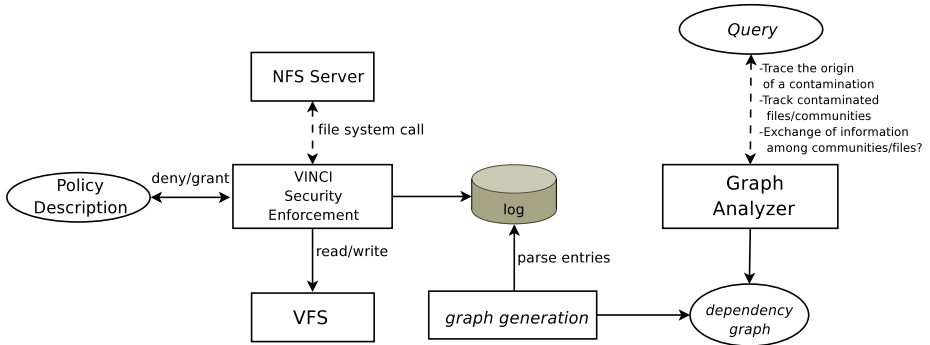 Query
-Trace the origin
of a contamination
-Track contaminated
files/communities
-Exchange of information
among communities/files?
NFS Server
file system call
Policy
Description
deny/grant
VINCI
Security
Enforcement
log
Graph
Analyzer
read/write
parse entries
VFS
graph generation
dependency
graph